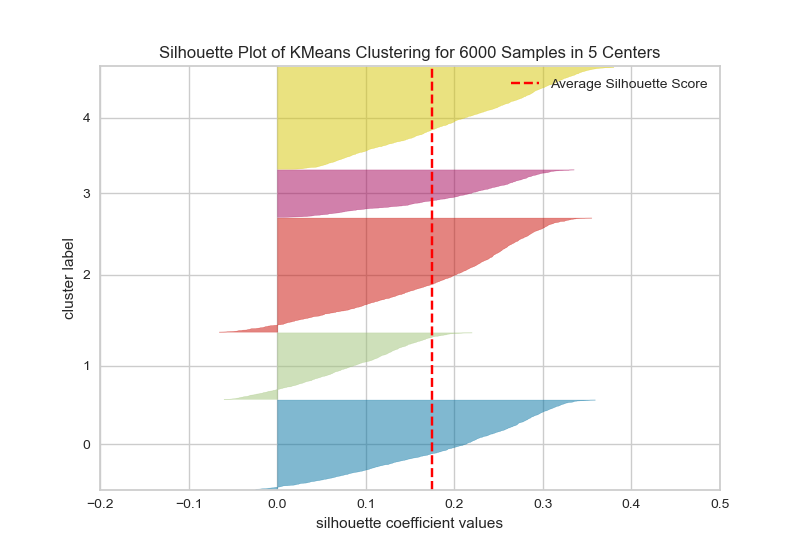 Silhouette Plot of KMeans Clustering for 6000 Samples in 5 Centers
Average Silhouette Score
4
3
2
1
0
cluster label
−0.2 −0.1 0.0 0.1 0.2 0.3 0.4 0.5
silhouette coefficient values